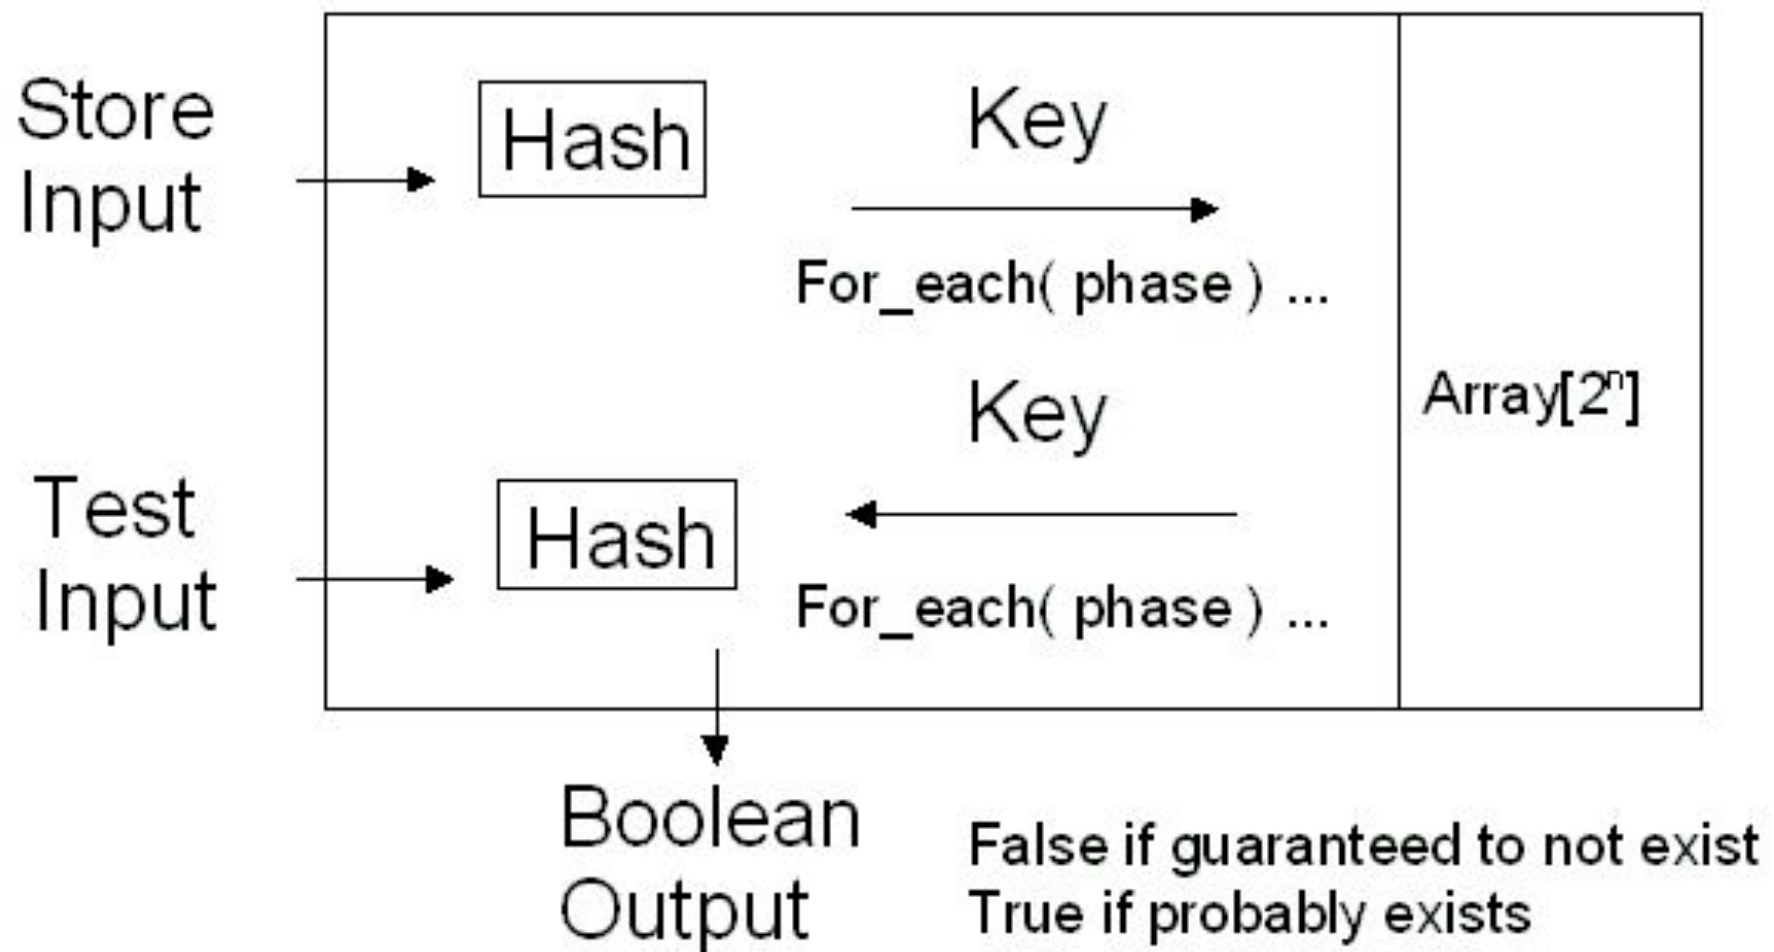 Store
Input
Hash
Key
For_each( phase ) ...
Key
Array[2ⁿ]
Test
Input
Hash
For_each( phase ) ...
Boolean
Output
False if guaranteed to not exist
True if probably exists